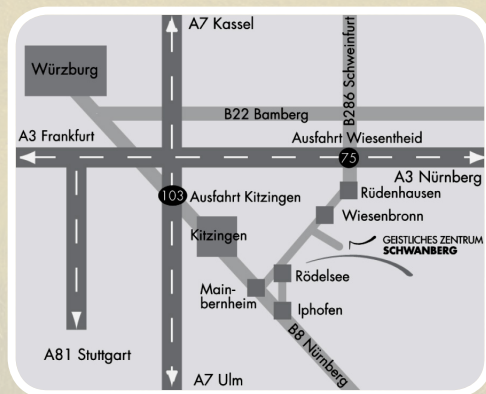 A7 Kassel
B286 Schweinfurt
Würzburg
B22 Bamberg
A3 Frankfurt
Ausfahrt Wiesentheid
75
A3 Nürnberg
Rüdenhausen
103
Ausfahrt Kitzingen
Wiesenbronn
Kitzingen
GEISTLICHES ZENTRUM
SCHWANBERG
Rödelsee
Main-
bernheim
Iphofen
B8 Nürnberg
A81 Stuttgart
A7 Ulm